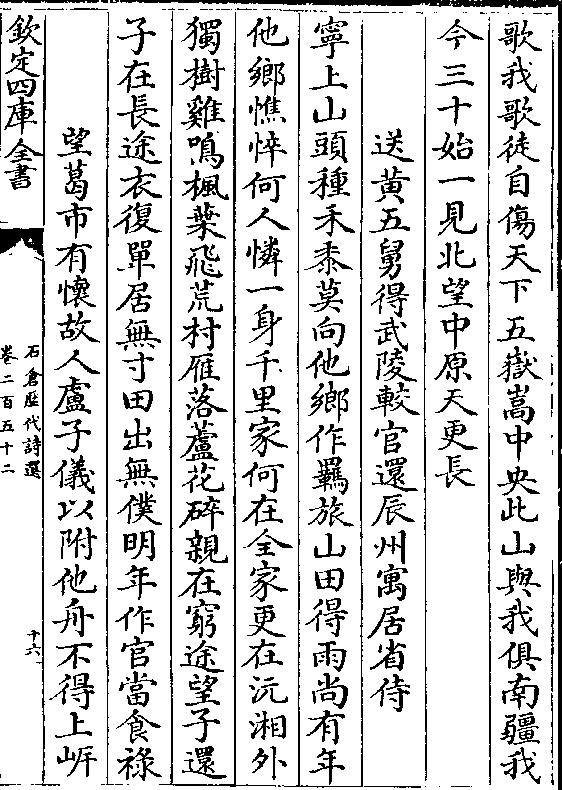 歌我歌徒自傷天下五嶽嵩中央此山與我俱南疆我
今三十始一見北望中原天更長
送黄五舅得武陵較官還辰州寓居省侍
寧上山頭種禾黍莫向他鄉作羈旅山田得雨尚有年
他鄉憔悴何人憐一身千里家何在全家更在沅湘外
獨樹雞鳴楓葉飛荒村雁落蘆花碎親在窮途望子還
子在長途衣復單居無寸田出無僕明年作官當食祿
望葛市有懷故人盧子儀以附他舟不得上岍
欽定四庫全書
石倉歷代詩選
卷二百五十二
十六